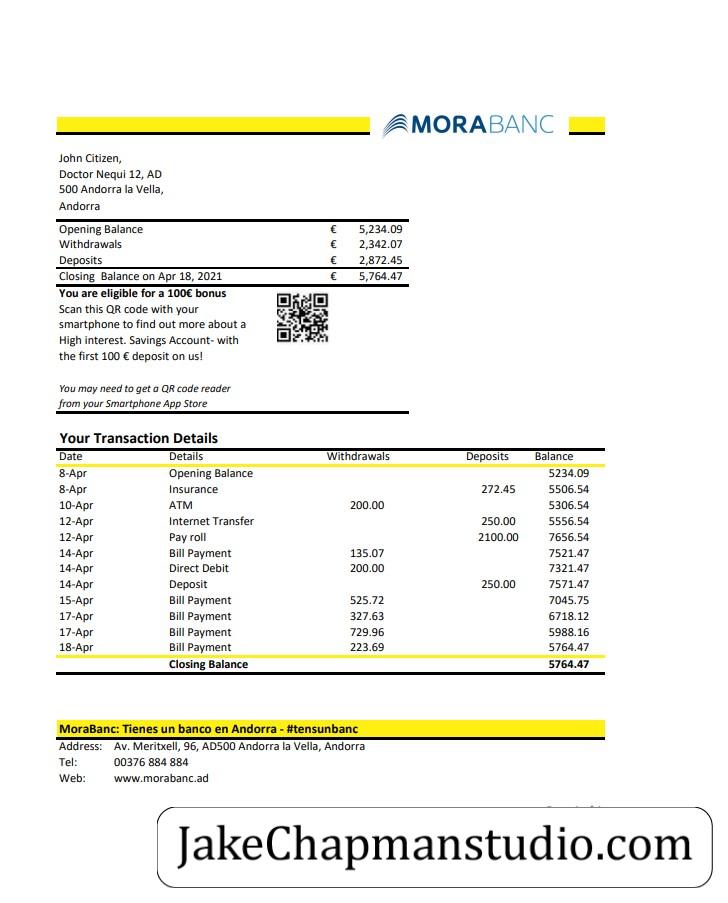 MORABANC
John Citizen,
Doctor Nequi 12, AD
500 Andorra la Vella,
Andorra
Opening Balance € 5,234.09
Withdrawals € 2,342.07
Deposits € 2,872.45
Closing Balance on Apr 18, 2021 € 5,764.47
You are eligible for a 100€ bonus
Scan this QR code with your
smartphone to find out more about a
High interest. Savings Account- with
the first 100 € deposit on us!
You may need to get a QR code reader
from your Smartphone App Store
Your Transaction Details
Date Details Withdrawals Deposits Balance
8-Apr Opening Balance 5234.09
8-Apr Insurance 272.45 5506.54
10-Apr ATM 200.00 5306.54
12-Apr Internet Transfer 250.00 5556.54
12-Apr Pay roll 2100.00 7656.54
14-Apr Bill Payment 135.07 7521.47
14-Apr Direct Debit 200.00 7321.47
14-Apr Deposit 250.00 7571.47
15-Apr Bill Payment 525.72 7045.75
17-Apr Bill Payment 327.63 6718.12
17-Apr Bill Payment 729.96 5988.16
18-Apr Bill Payment 223.69 5764.47
Closing Balance 5764.47
MoraBanc: Tienes un banco en Andorra - #tensunbanc
Address: Av. Meritxell, 96, AD500 Andorra la Vella, Andorra
Tel: 00376 884 884
Web: www.morabanc.ad
JakeChapmanstudio.com